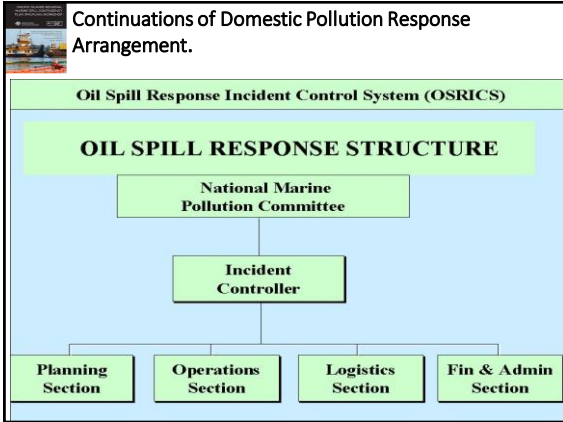 Continuations of Domestic Pollution Response
Arrangement.
Oil Spill Response Incident Control System (OSRICS)
OIL SPILL RESPONSE STRUCTURE
National Marine
Pollution Committee
Incident
Controller
Planning
Section
Operations
Section
Logistics
Section
Fin & Admin
Section